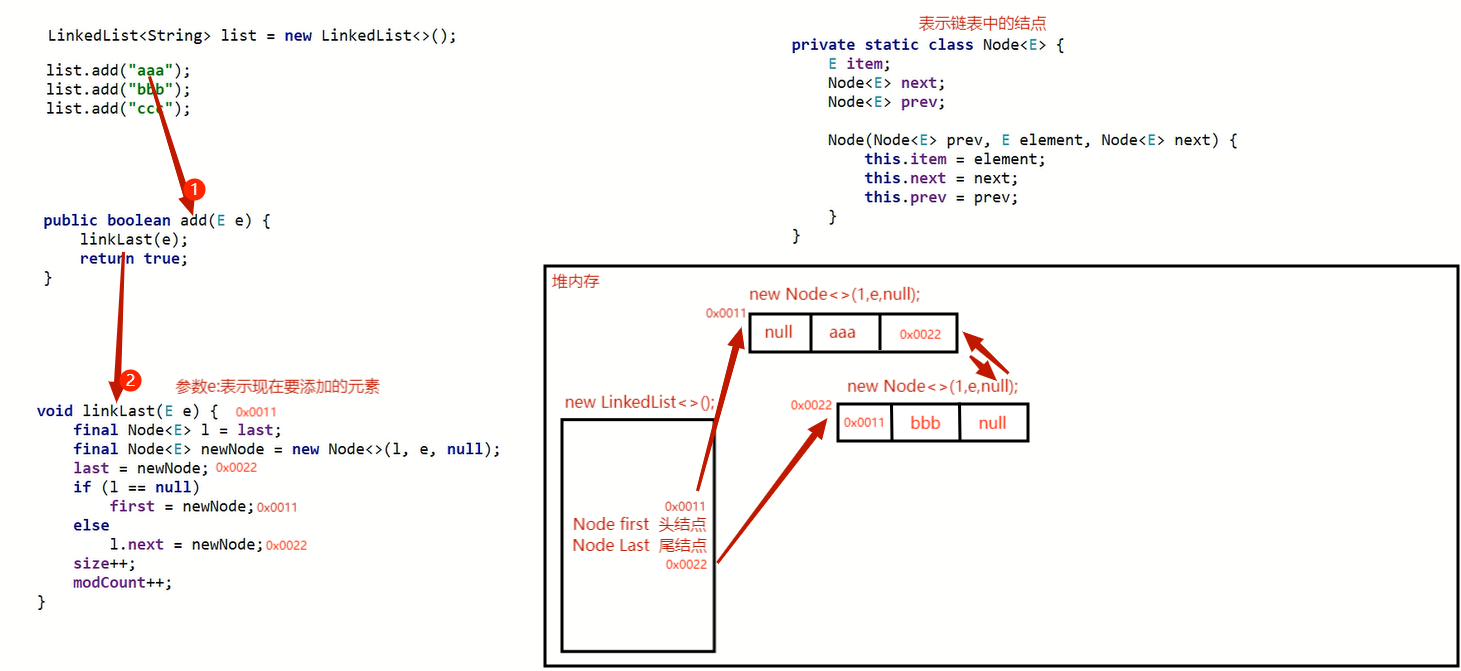 LinkedList<String> list = new LinkedList<>();
list.add("aaa");
list.add("bbb");
list.add("ccc");
1
public boolean add(E e) {
linkLast(e);
return true;
}
2
参数e:表示现在要添加的元素
void linkLast(E e) { 0x0011
final Node<E> l = last;
final Node<E> newNode = new Node<>(l, e, null);
last = newNode; 0x0022
if (l == null)
first = newNode; 0x0011
else
l.next = newNode; 0x0022
size++;
modCount++;
}
表示链表中的结点
private static class Node<E> {
E item;
Node<E> next;
Node<E> prev;
Node(Node<E> prev, E element, Node<E> next) {
this.item = element;
this.next = next;
this.prev = prev;
}
}
堆内存
new Node<>(1,e,null);
0x0011
null aaa 0x0022
new Node<>(1,e,null);
0x0022
0x0011 bbb null
new LinkedList<>();
0x0011
Node first 头结点
Node Last 尾结点
0x0022